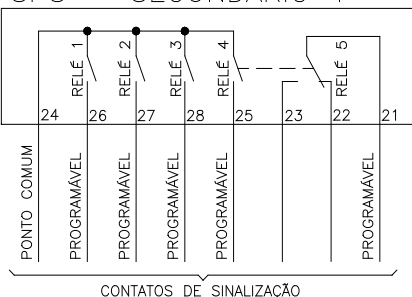 SECUNDÁRIO
RELÉ 1
RELÉ 2
RELÉ 3
RELÉ 4
RELÉ 5
24 26 27 28 25 23 22 21
PONTO COMUM
PROGRAMÁVEL
PROGRAMÁVEL
PROGRAMÁVEL
PROGRAMÁVEL
PROGRAMÁVEL
CONTATOS DE SINALIZAÇÃO